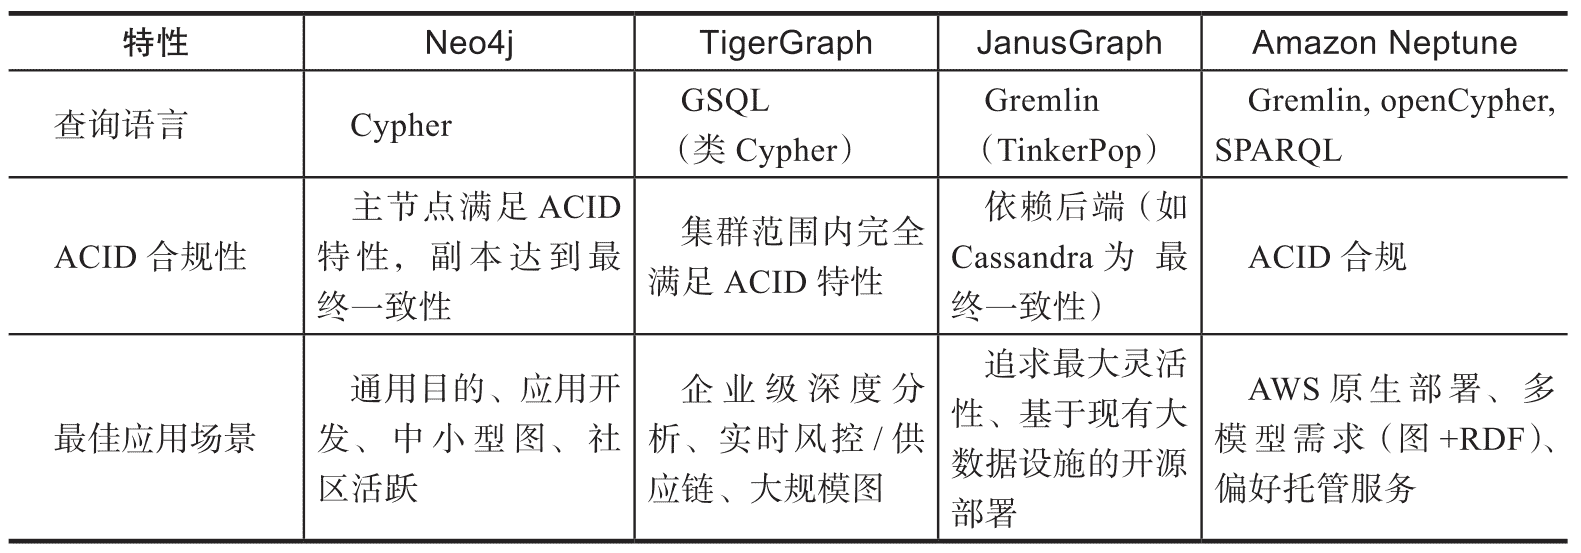 特性 Neo4j TigerGraph JanusGraph Amazon Neptune
查询语言
Cypher
GSQL
（类 Cypher）
Gremlin
（TinkerPop）
Gremlin, openCypher,
SPARQL
ACID 合规性
主节点满足 ACID
特性，副本达到最
终一致性
集群范围内完全
满足 ACID 特性
依赖后端（如
Cassandra 为 最
终一致性）
ACID 合规
最佳应用场景
通用目的、应用开
发、中小型图、社
区活跃
企业级深度分
析、实时风控 / 供
应链、大规模图
追求最大灵活
性、基于现有大
数据设施的开源
部署
AWS 原生部署、多
模型需求（图 +RDF）、
偏好托管服务